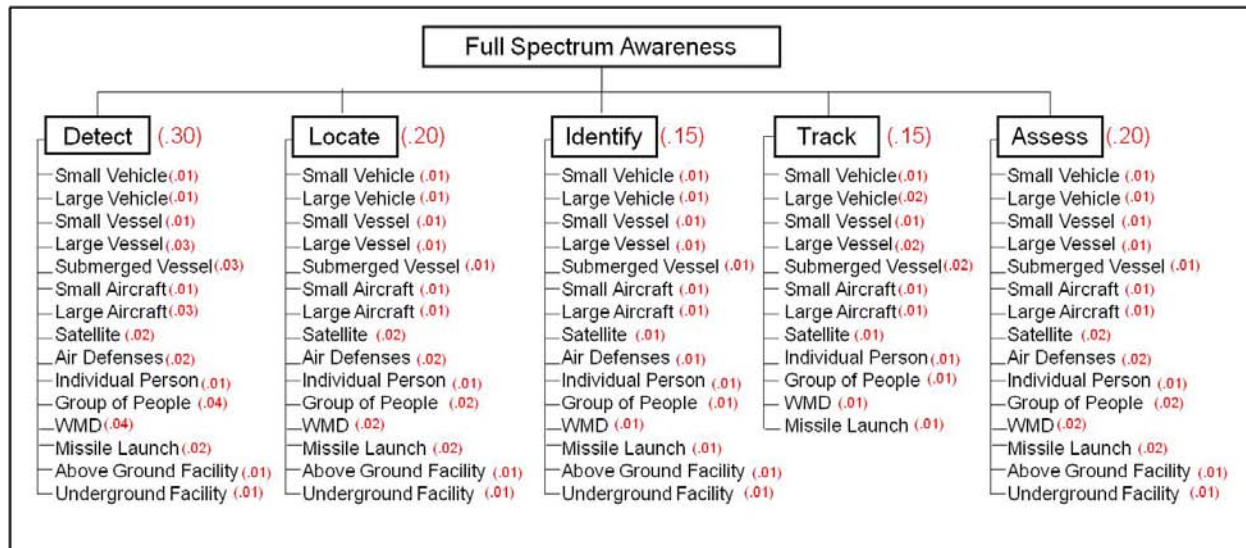 Full Spectrum Awareness
Detect (.30)
Small Vehicle (.01)
Large Vehicle (.01)
Small Vessel (.01)
Large Vessel (.03)
Submerged Vessel (.03)
Small Aircraft (.01)
Large Aircraft (.03)
Satellite (.02)
Air Defenses (.02)
Individual Person (.01)
Group of People (.04)
WMD (.04)
Missile Launch (.02)
Above Ground Facility (.01)
Underground Facility (.01)
Locate (.20)
Small Vehicle (.01)
Large Vehicle (.01)
Small Vessel (.01)
Large Vessel (.01)
Submerged Vessel (.01)
Small Aircraft (.01)
Large Aircraft (.01)
Satellite (.02)
Air Defenses (.02)
Individual Person (.01)
Group of People (.02)
WMD (.02)
Missile Launch (.02)
Above Ground Facility (.01)
Underground Facility (.01)
Identify (.15)
Small Vehicle (.01)
Large Vehicle (.01)
Small Vessel (.01)
Large Vessel (.01)
Submerged Vessel (.01)
Small Aircraft (.01)
Large Aircraft (.01)
Satellite (.01)
Air Defenses (.01)
Individual Person (.01)
Group of People (.01)
WMD (.01)
Missile Launch (.01)
Above Ground Facility (.01)
Underground Facility (.01)
Track (.15)
Small Vehicle (.01)
Large Vehicle (.02)
Small Vessel (.01)
Large Vessel (.02)
Submerged Vessel (.02)
Small Aircraft (.01)
Large Aircraft (.01)
Satellite (.01)
Individual Person (.01)
Group of People (.01)
WMD (.01)
Missile Launch (.01)
Assess (.20)
Small Vehicle (.01)
Large Vehicle (.01)
Small Vessel (.01)
Large Vessel (.01)
Submerged Vessel (.01)
Small Aircraft (.01)
Large Aircraft (.01)
Satellite (.02)
Air Defenses (.02)
Individual Person (.01)
Group of People (.02)
WMD (.02)
Missile Launch (.02)
Above Ground Facility (.01)
Underground Facility (.01)